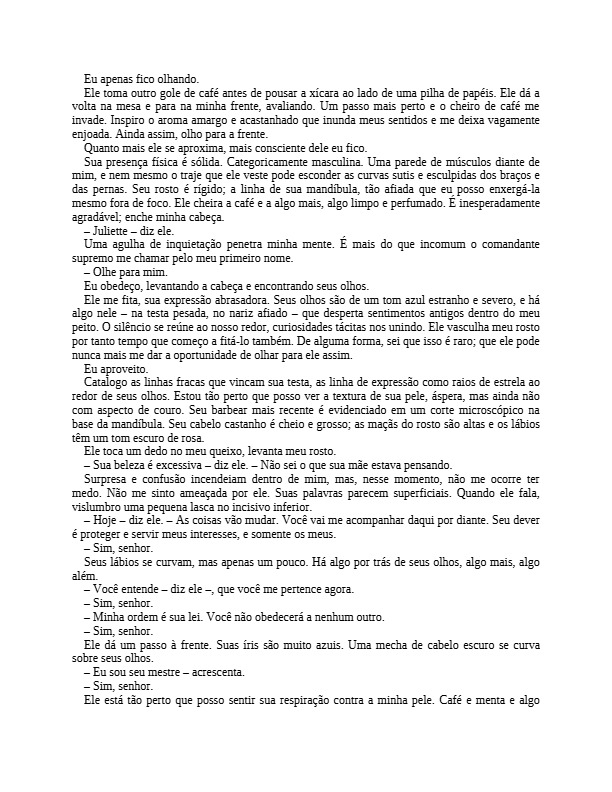 Eu apenas fico olhando.
Ele toma outro gole de café antes de pousar a xícara ao lado de uma pilha de papéis. Ele dá a
volta na mesa e para na minha frente, avaliando. Um passo mais perto e o cheiro de café me
invade. Inspiro o aroma amargo e acastanhado que inunda meus sentidos e me deixa vagamente
enjoada. Ainda assim, olho para a frente.
Quanto mais ele se aproxima, mais consciente dele eu fico.
Sua presença física é sólida. Categoricamente masculina. Uma parede de músculos diante de
mim, e nem mesmo o traje que ele veste pode esconder as curvas sutis e esculpidas dos braços e
das pernas. Seu rosto é rígido; a linha de sua mandíbula, tão afiada que eu posso enxergá-la
mesmo fora de foco. Ele cheira a café e a algo mais, algo limpo e perfumado. É inesperadamente
agradável; enche minha cabeça.
– Juliette – diz ele.
Uma agulha de inquietação penetra minha mente. É mais do que incomum o comandante
supremo me chamar pelo meu primeiro nome.
– Olhe para mim.
Eu obedeço, levantando a cabeça e encontrando seus olhos.
Ele me fita, sua expressão abrasadora. Seus olhos são de um tom azul estranho e severo, e há
algo nele – na testa pesada, no nariz afiado – que desperta sentimentos antigos dentro do meu
peito. O silêncio se reúne ao nosso redor, curiosidades tácitas nos unindo. Ele vasculha meu rosto
por tanto tempo que começo a fitá-lo também. De alguma forma, sei que isso é raro; que ele pode
nunca mais me dar a oportunidade de olhar para ele assim.
Eu aproveito.
Catalogo as linhas fracas que vincam sua testa, as linha de expressão como raios de estrela ao
redor de seus olhos. Estou tão perto que posso ver a textura de sua pele, áspera, mas ainda não
com aspecto de couro. Seu barbear mais recente é evidenciado em um corte microscópico na
base da mandíbula. Seu cabelo castanho é cheio e grosso; as maçãs do rosto são altas e os lábios
têm um tom escuro de rosa.
Ele toca um dedo no meu queixo, levanta meu rosto.
– Sua beleza é excessiva – diz ele. – Não sei o que sua mãe estava pensando.
Surpresa e confusão incendeiam dentro de mim, mas, nesse momento, não me ocorre ter
medo. Não me sinto ameaçada por ele. Suas palavras parecem superficiais. Quando ele fala,
vislumbro uma pequena lasca no incisivo inferior.
– Hoje – diz ele. – As coisas vão mudar. Você vai me acompanhar daqui por diante. Seu dever
é proteger e servir meus interesses, e somente os meus.
– Sim, senhor.
Seus lábios se curvam, mas apenas um pouco. Há algo por trás de seus olhos, algo mais, algo
além.
– Você entende – diz ele –, que você me pertence agora.
– Sim, senhor.
– Minha ordem é sua lei. Você não obedecerá a nenhum outro.
– Sim, senhor.
Ele dá um passo à frente. Suas íris são muito azuis. Uma mecha de cabelo escuro se curva
sobre seus olhos.
– Eu sou seu mestre – acrescenta.
– Sim, senhor.
Ele está tão perto que posso sentir sua respiração contra a minha pele. Café e menta e algo